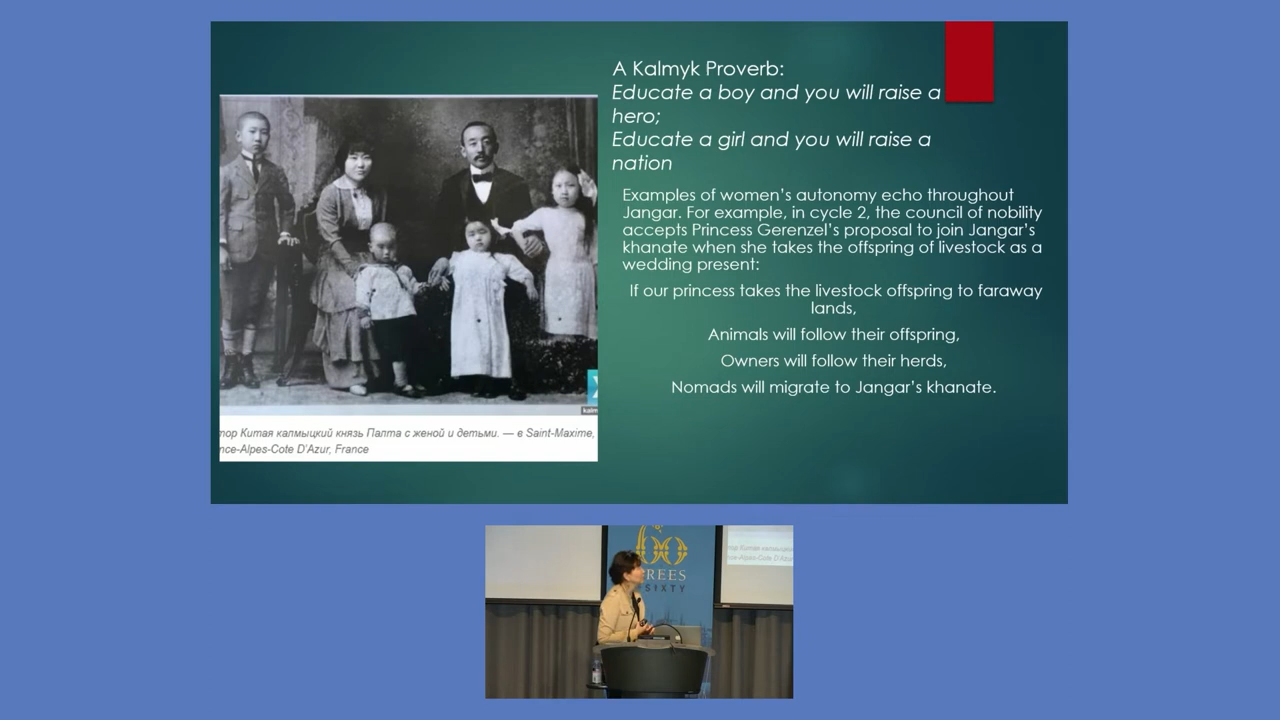 A Kalmyk Proverb:
Educate a boy and you will raise a
hero;
Educate a girl and you will raise a
nation
Examples of women's autonomy echo throughout
Jangar. For example, in cycle 2, the council of nobility
accepts Princess Gerenzel's proposal to join Jangar's
khanate when she takes the offspring of livestock as a
wedding present:
If our princess takes the livestock offspring to faraway
lands,
Animals will follow their offspring,
Owners will follow their herds,
Nomads will migrate to Jangar's khanate.
kalm
тор Китая калмыцкий князь Палта с женой и детьми. — в Saint-Maxime,
nce-Alpes-Cote D'Azur, France
60
REES
SIXTY